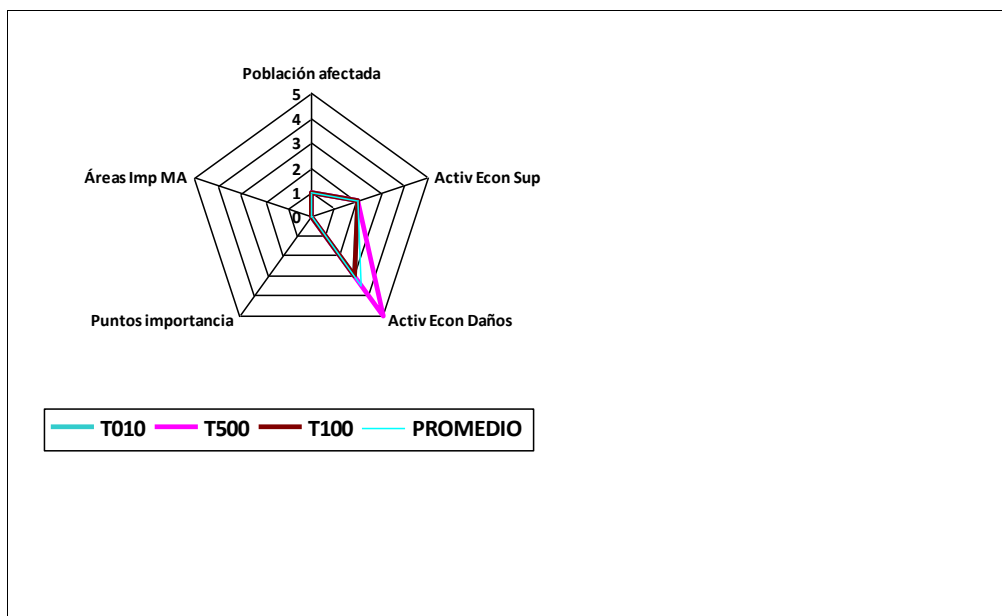 Población afectada
5
4
3
2
1
0
Áreas Imp MA
Activ Econ Sup
Puntos importancia
Activ Econ Daños
T010 T500 T100 PROMEDIO